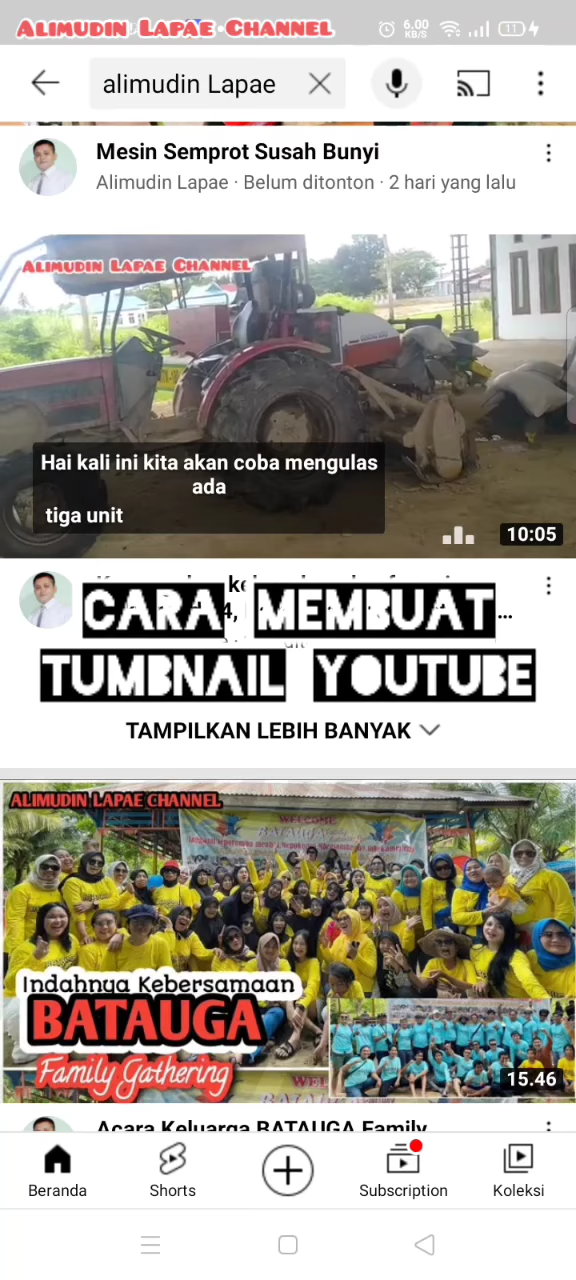 ALIMUDIN LAPAE CHANNEL
6.00
KB/S
11
alimudin Lapae
Mesin Semprot Susah Bunyi
Alimudin Lapae · Belum ditonton · 2 hari yang lalu
ALIMUDIN LAPAE CHANNEL
Hai kali ini kita akan coba mengulas
ada
tiga unit
10:05
CARA MEMBUAT
TUMBNAIL YOUTUBE
TAMPILKAN LEBIH BANYAK
ALIMUDIN LAPAE CHANNEL
WELCOME
BATAUGA
Indahnya Kebersamaan
BATAUGA
Family Gathering
15.46
Acara Keluarga BATAUGA Family
Beranda
Shorts
Subscription
Koleksi